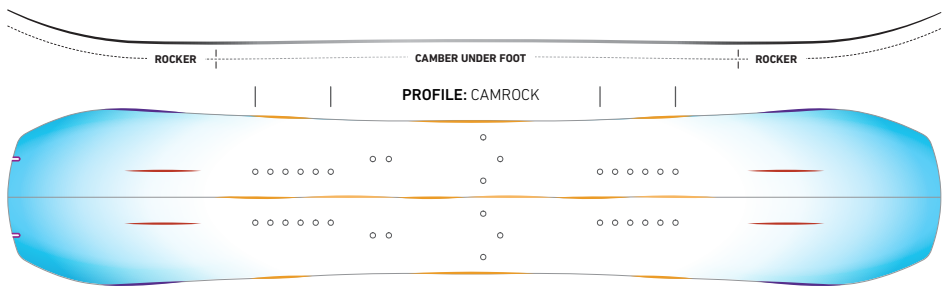 ROCKER
CAMBER UNDER FOOT
ROCKER
PROFILE: CAMROCK